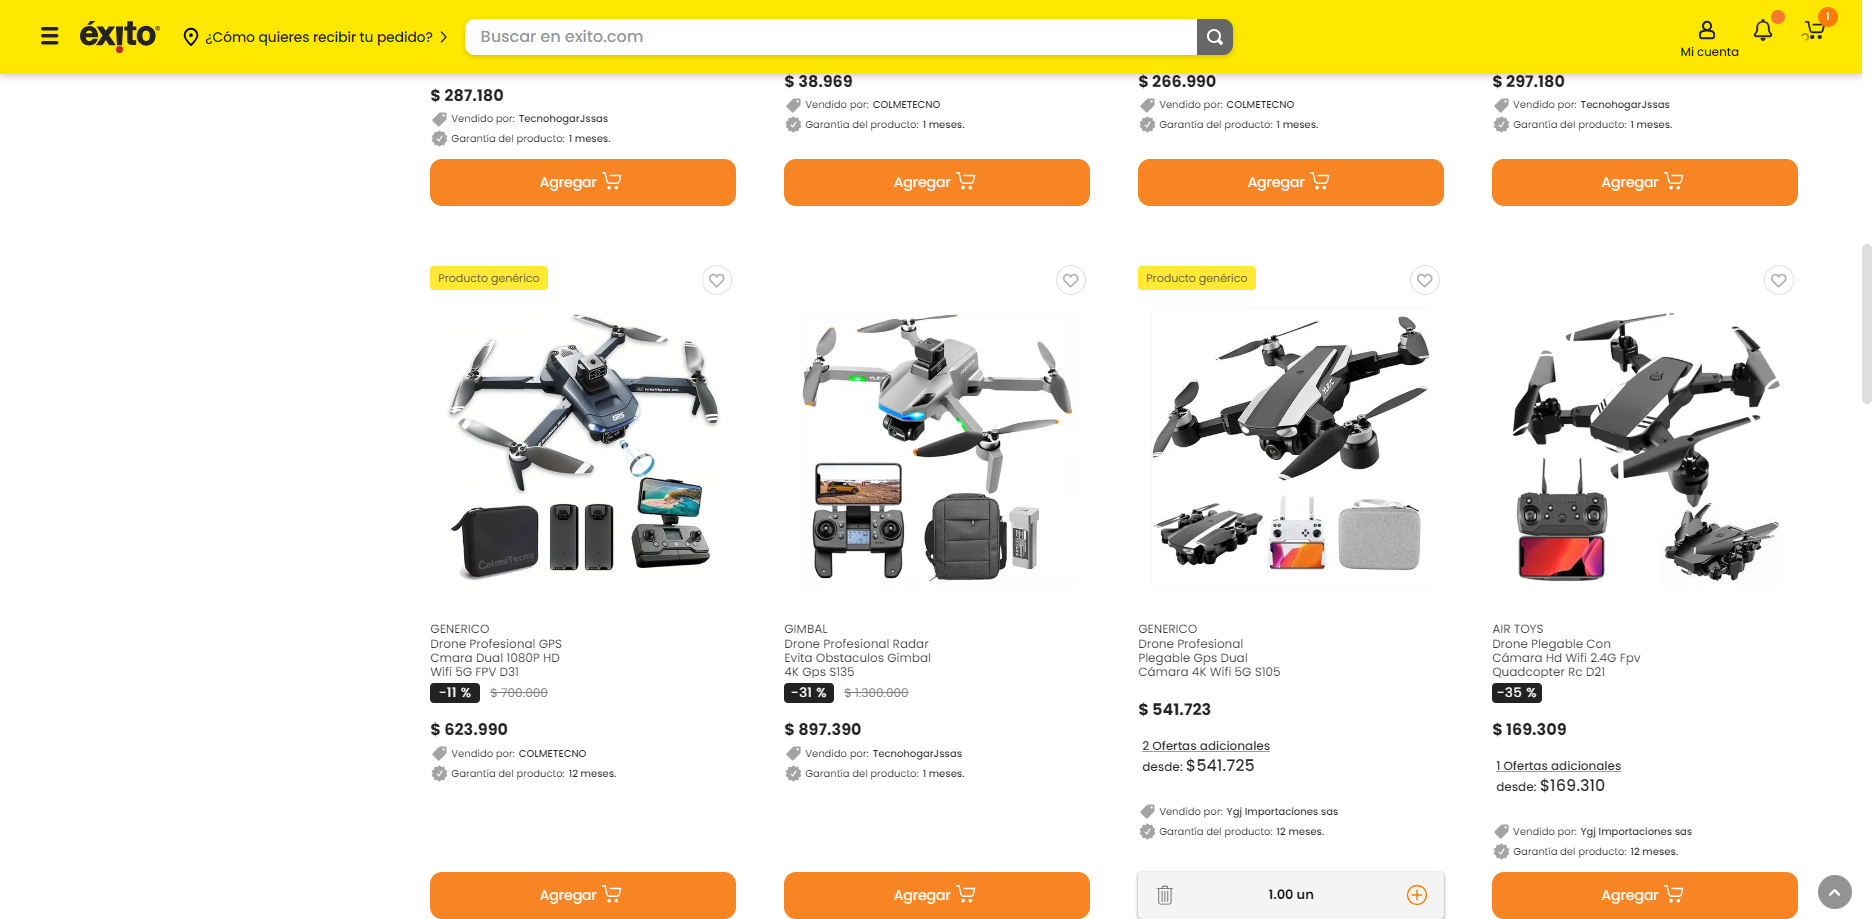 éxito
¿Cómo quieres recibir tu pedido?
Buscar en exito.com
Mi cuenta
1
$ 287.180
Vendido por: TecnohogarJssas
Garantía del producto: 1 meses.
Agregar
$ 38.969
Vendido por: COLMETECNO
Garantía del producto: 1 meses.
Agregar
$ 266.990
Vendido por: COLMETECNO
Garantía del producto: 1 meses.
Agregar
$ 297.180
Vendido por: TecnohogarJssas
Garantía del producto: 1 meses.
Agregar
Producto genérico
GPS
ColmeTecno
GENERICO
Drone Profesional GPS
Cmara Dual 1080P HD
Wifi 5G FPV D31
-11 % $ 700.000
$ 623.990
Vendido por: COLMETECNO
Garantía del producto: 12 meses.
Agregar
GIMBAL
Drone Profesional Radar
Evita Obstaculos Gimbal
4K Gps S135
-31 % $ 1.300.000
$ 897.390
Vendido por: TecnohogarJssas
Garantía del producto: 1 meses.
Agregar
Producto genérico
GENERICO
Drone Profesional
Plegable Gps Dual
Cámara 4K Wifi 5G S105
$ 541.723
2 Ofertas adicionales
desde: $541.725
Vendido por: Ygj Importaciones sas
Garantía del producto: 12 meses.
1.00 un
AIR TOYS
Drone Plegable Con
Cámara Hd Wifi 2.4G Fpv
Quadcopter Rc D21
-35 %
$ 169.309
1 Ofertas adicionales
desde: $169.310
Vendido por: Ygj Importaciones sas
Garantía del producto: 12 meses.
Agregar